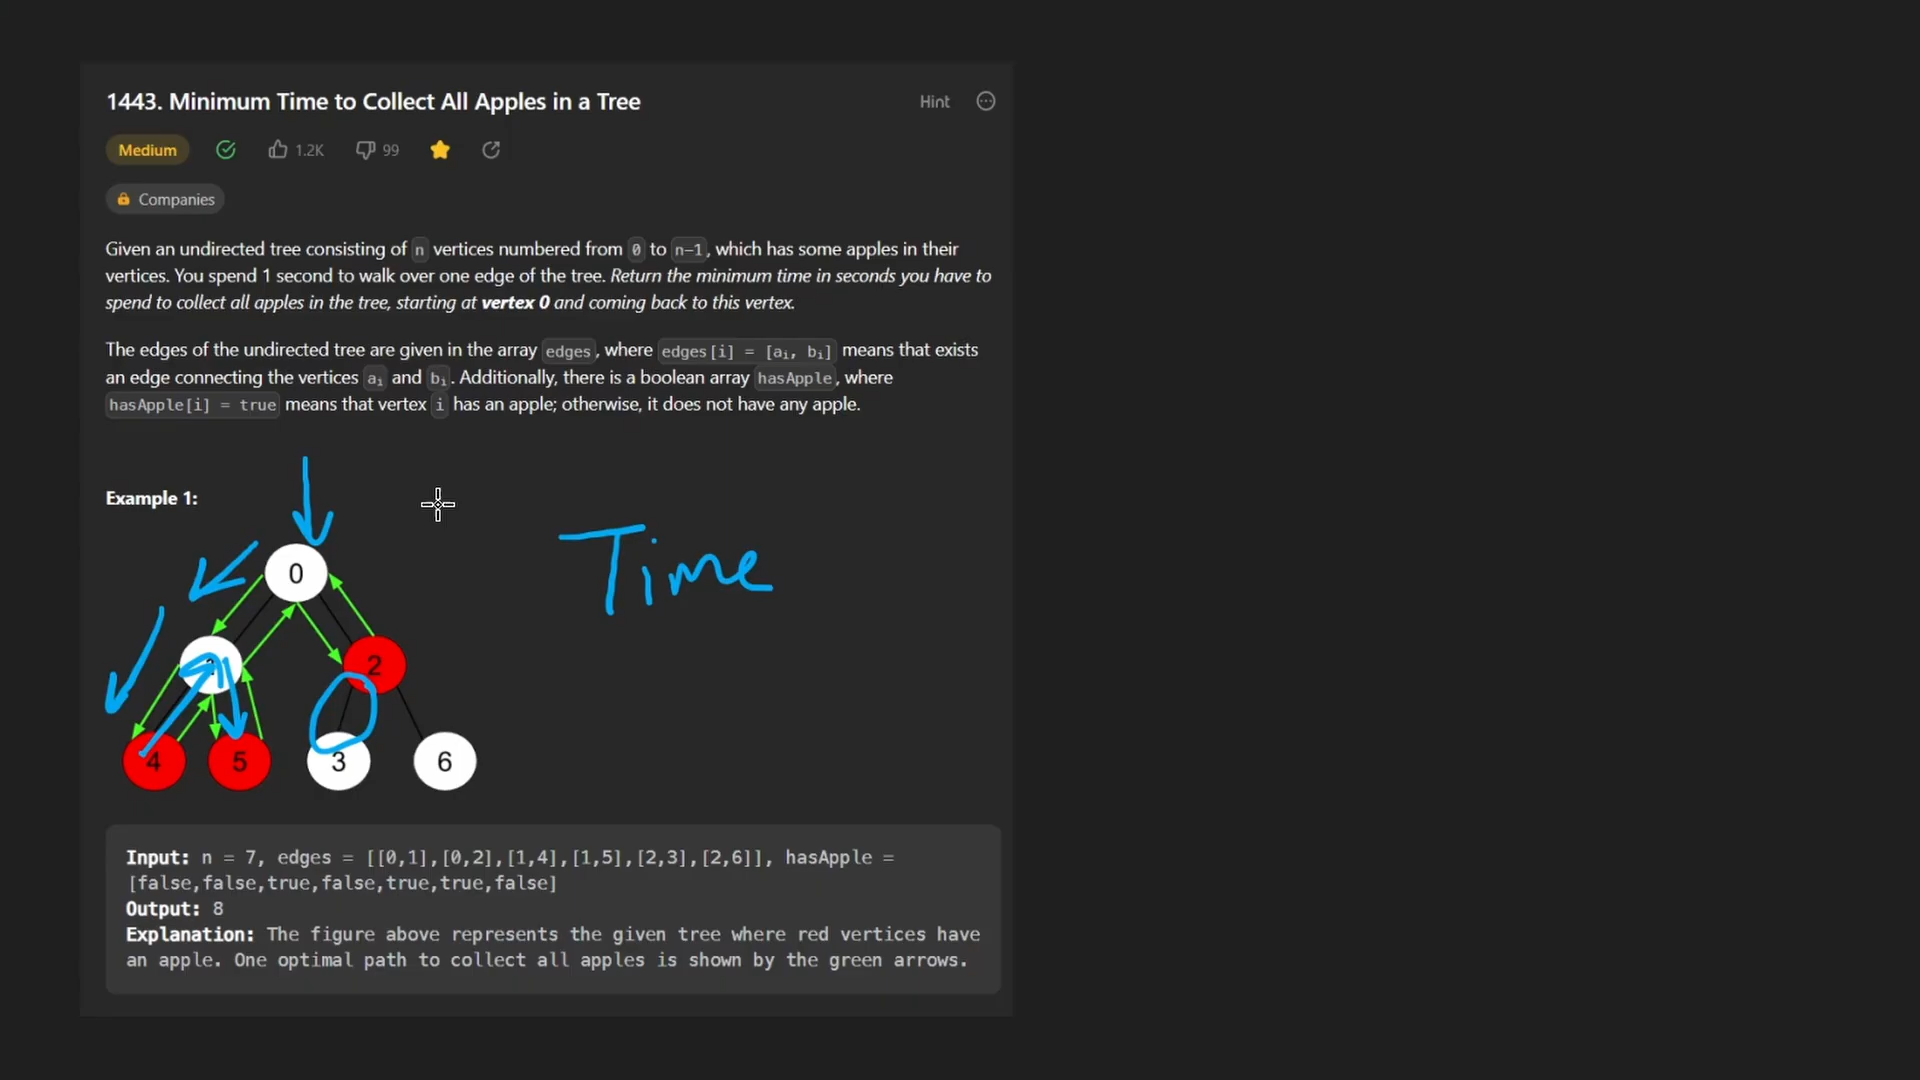 1443. Minimum Time to Collect All Apples in a Tree
Hint
Medium
1.2K
99
Companies
Given an undirected tree consisting of n vertices numbered from 0 to n-1, which has some apples in their
vertices. You spend 1 second to walk over one edge of the tree. Return the minimum time in seconds you have to
spend to collect all apples in the tree, starting at vertex 0 and coming back to this vertex.
The edges of the undirected tree are given in the array edges, where edges[i] = [aᵢ, bᵢ] means that exists
an edge connecting the vertices aᵢ and bᵢ. Additionally, there is a boolean array hasApple, where
hasApple[i] = true means that vertex i has an apple; otherwise, it does not have any apple.
Example 1:
Time
0
2
4
5
3
6
Input: n = 7, edges = [[0,1],[0,2],[1,4],[1,5],[2,3],[2,6]], hasApple =
[false,false,true,false,true,true,false]
Output: 8
Explanation: The figure above represents the given tree where red vertices have
an apple. One optimal path to collect all apples is shown by the green arrows.